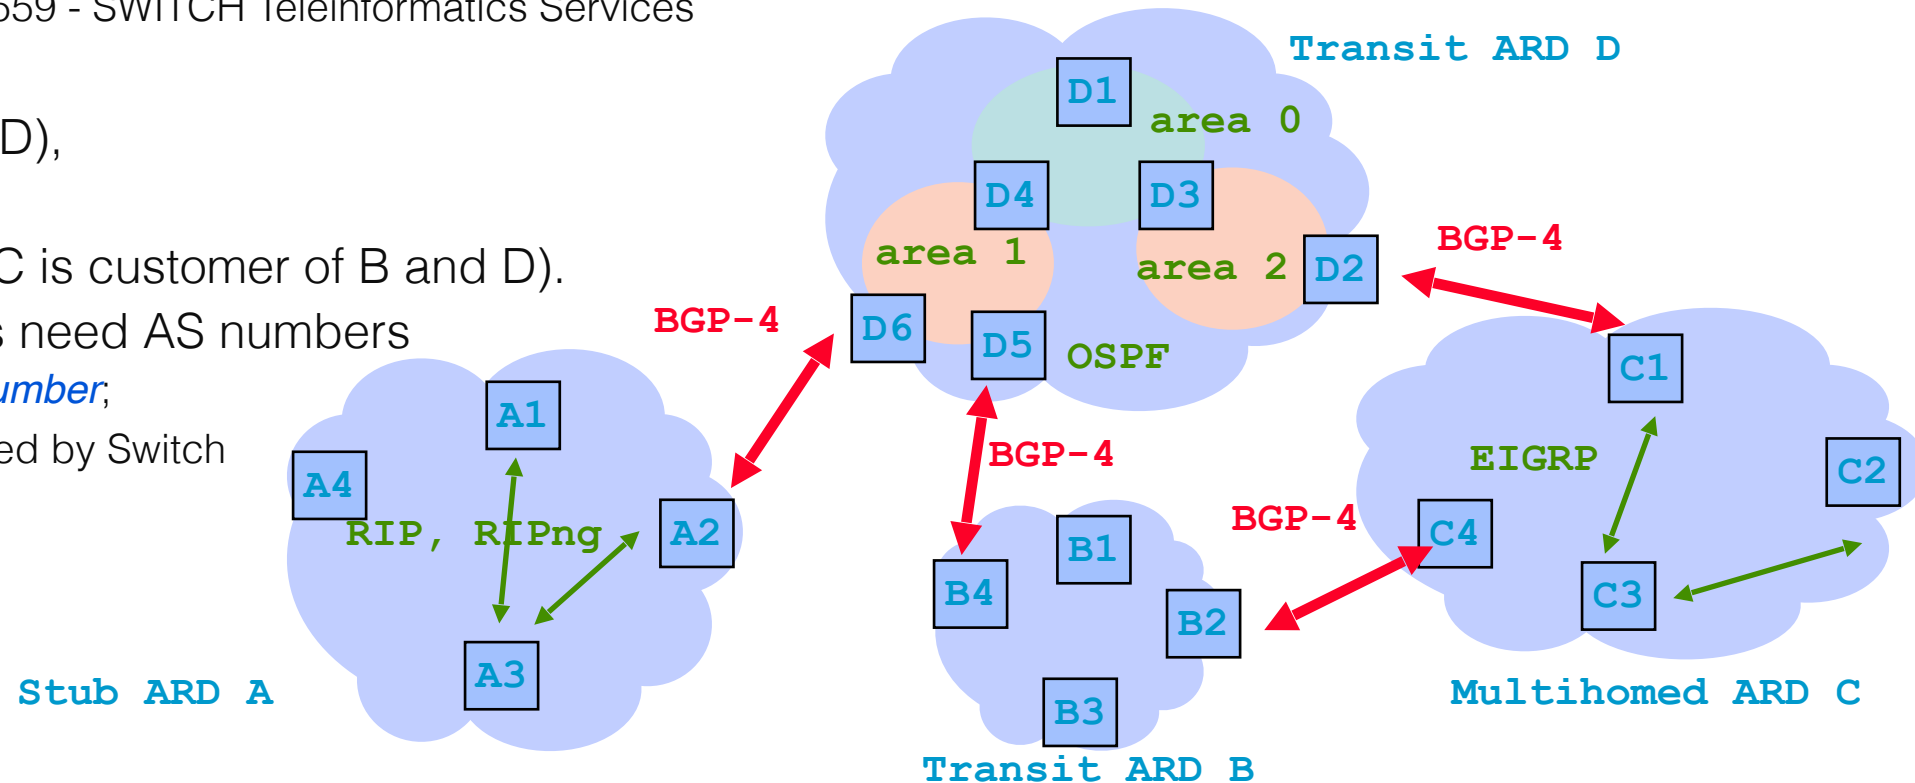 559 - SWITCH Teleinformatics Services
D),
C is customer of B and D).
need AS numbers
umber;
ed by Switch
Transit ARD D
D1
area 0
D4
D3
area 1
area 2
D2
D6
D5
OSPF
BGP-4
BGP-4
BGP-4
BGP-4
A1
A4
RIP, RIPng
A2
A3
Stub ARD A
B1
B4
B2
B3
Transit ARD B
C1
EIGRP
C2
C4
C3
Multihomed ARD C